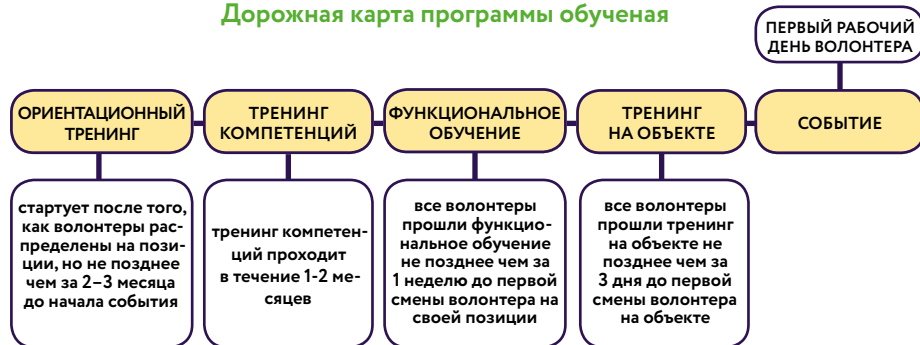 Дорожная карта программы обученая
ПЕРВЫЙ РАБОЧИЙ
ДЕНЬ ВОЛОНТЕРА
ОРИЕНТАЦИОННЫЙ
ТРЕНИНГ
ТРЕНИНГ
КОМПЕТЕНЦИЙ
ФУНКЦИОНАЛЬНОЕ
ОБУЧЕНИЕ
ТРЕНИНГ
НА ОБЪЕКТЕ
СОБЫТИЕ
стартует после того,
как волонтеры рас-
пределены на пози-
ции, но не позднее
чем за 2–3 месяца
до начала события
тренинг компетен-
ций проходит
в течение 1-2 ме-
сяцев
все волонтеры
прошли функцио-
нальное обучение
не позднее чем за
1 неделю до первой
смены волонтера на
своей позиции
все волонтеры
прошли тренинг
на объекте не
позднее чем за
3 дня до первой
смены волонтера
на объекте